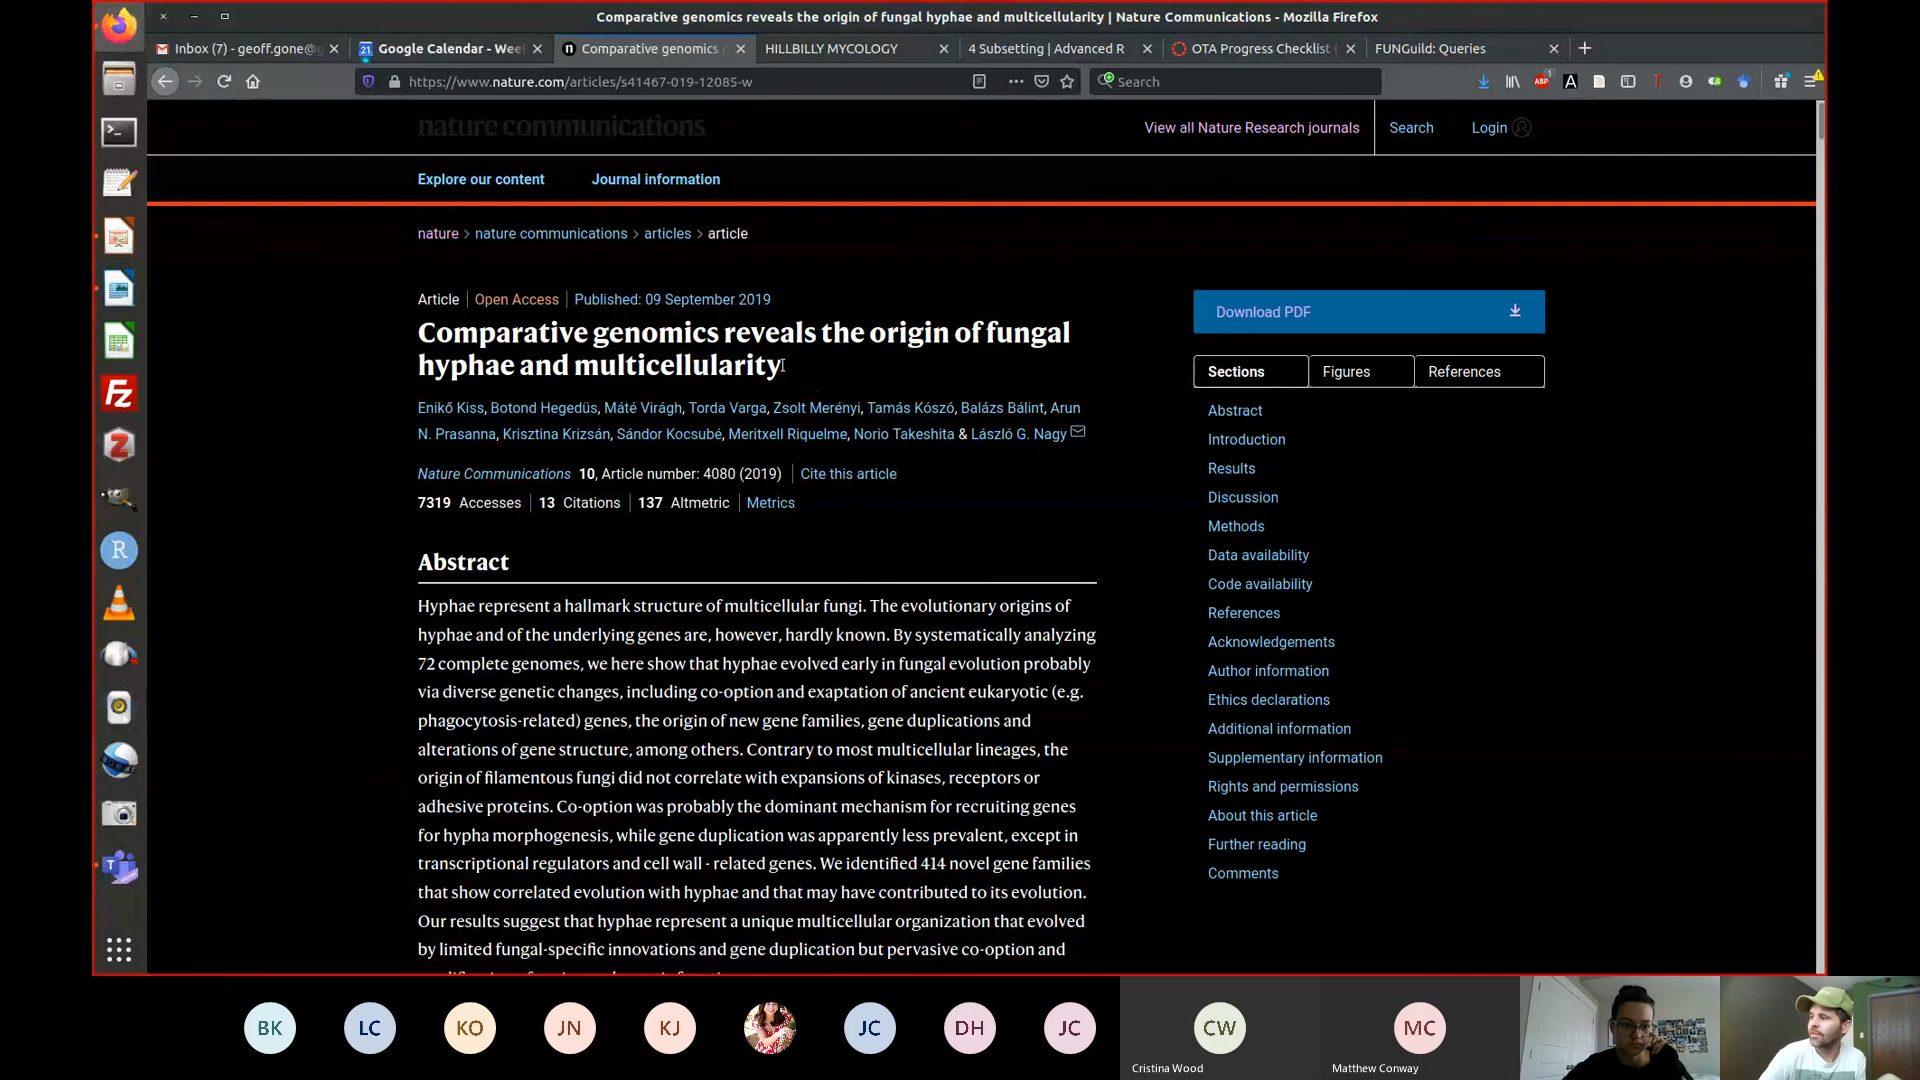 Comparative genomics reveals the origin of fungal hyphae and multicellularity | Nature Communications - Mozilla Firefox
Inbox (7) - geoff.gone@g
Google Calendar - Wee
Comparative genomics
HILLBILLY MYCOLOGY
4 Subsetting | Advanced R
OTA Progress Checklist
FUNGuild: Queries
https://www.nature.com/articles/s41467-019-12085-w
Search
nature communications
View all Nature Research journals
Search
Login
Explore our content
Journal information
nature > nature communications > articles > article
Article | Open Access | Published: 09 September 2019
Comparative genomics reveals the origin of fungal
hyphae and multicellularity
Enikő Kiss, Botond Hegedüs, Máté Virágh, Torda Varga, Zsolt Merényi, Tamás Kószó, Balázs Bálint, Arun
N. Prasanna, Krisztina Krizsán, Sándor Kocsubé, Meritxell Riquelme, Norio Takeshita & László G. Nagy
Nature Communications 10, Article number: 4080 (2019) | Cite this article
7319 Accesses | 13 Citations | 137 Altmetric | Metrics
Abstract
Hyphae represent a hallmark structure of multicellular fungi. The evolutionary origins of
hyphae and of the underlying genes are, however, hardly known. By systematically analyzing
72 complete genomes, we here show that hyphae evolved early in fungal evolution probably
via diverse genetic changes, including co-option and exaptation of ancient eukaryotic (e.g.
phagocytosis-related) genes, the origin of new gene families, gene duplications and
alterations of gene structure, among others. Contrary to most multicellular lineages, the
origin of filamentous fungi did not correlate with expansions of kinases, receptors or
adhesive proteins. Co-option was probably the dominant mechanism for recruiting genes
for hypha morphogenesis, while gene duplication was apparently less prevalent, except in
transcriptional regulators and cell wall - related genes. We identified 414 novel gene families
that show correlated evolution with hyphae and that may have contributed to its evolution.
Our results suggest that hyphae represent a unique multicellular organization that evolved
by limited fungal-specific innovations and gene duplication but pervasive co-option and
Download PDF
Sections
Figures
References
Abstract
Introduction
Results
Discussion
Methods
Data availability
Code availability
References
Acknowledgements
Author information
Ethics declarations
Additional information
Supplementary information
Rights and permissions
About this article
Further reading
Comments
BK
LC
KO
JN
KJ
JC
DH
JC
CW
MC
Cristina Wood
Matthew Conway